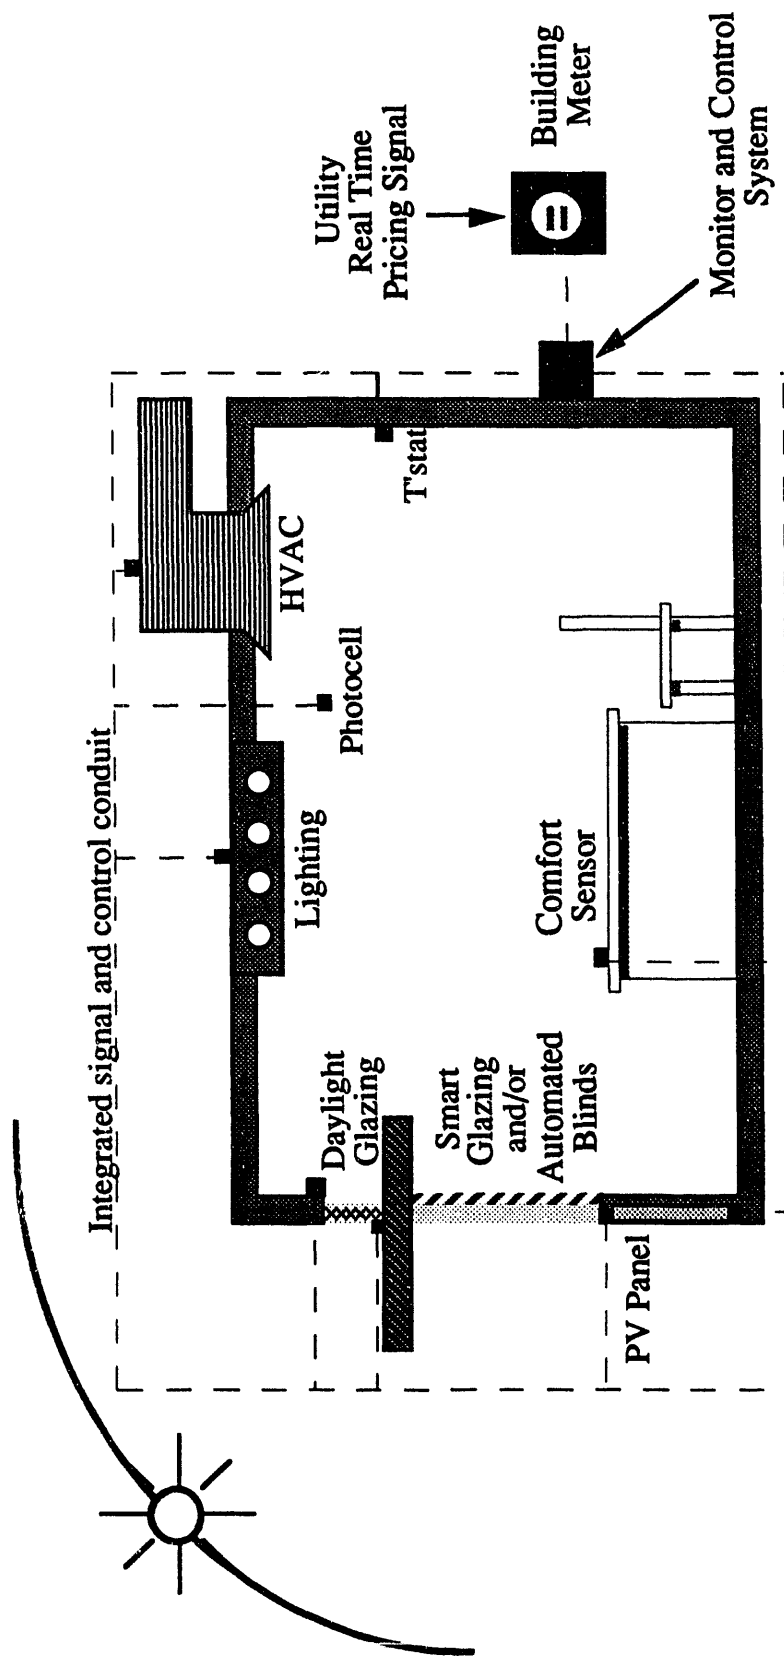 Integrated signal and control conduit
Daylight
Glazing
Smart
Glazing
and/or
Automated
Blinds
PV Panel
Lighting
Photocell
HVAC
T'stat
Comfort
Sensor
Utility
Real Time
Pricing Signal
Building
Meter
Monitor and Control
System